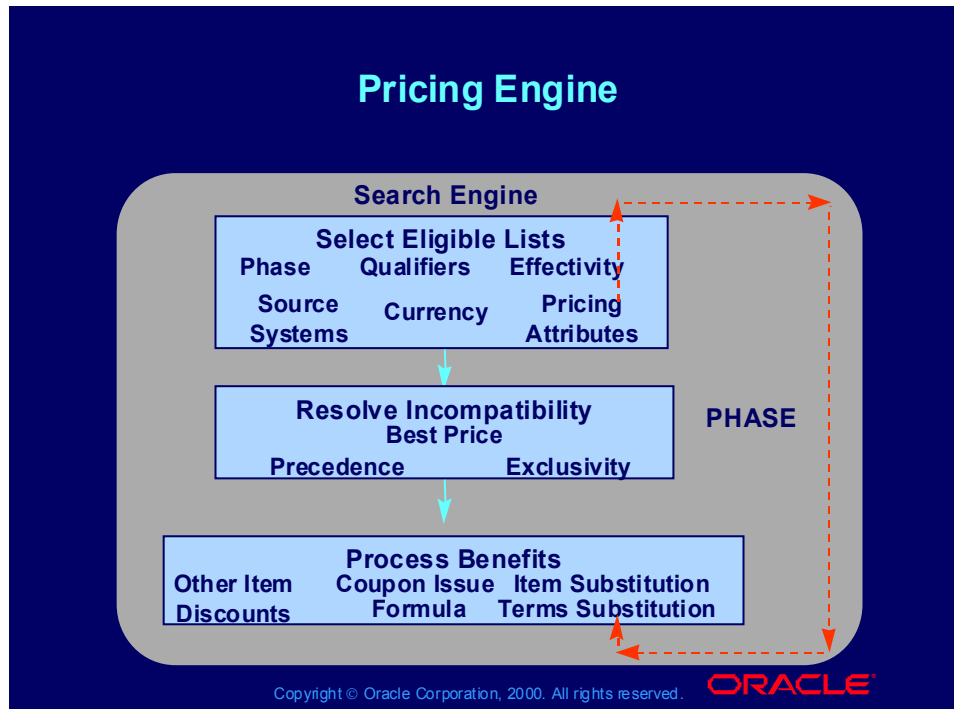 Pricing Engine
Search Engine
Select Eligible Lists
Phase Qualifiers Effectivity
Source Systems
Currency
Pricing Attributes
Resolve Incompatibility
Best Price
Precedence Exclusivity
PHASE
Process Benefits
Other Item Discounts
Coupon Issue Item Substitution
Formula Terms Substitution
Copyright © Oracle Corporation, 2000. All rights reserved.
ORACLE®